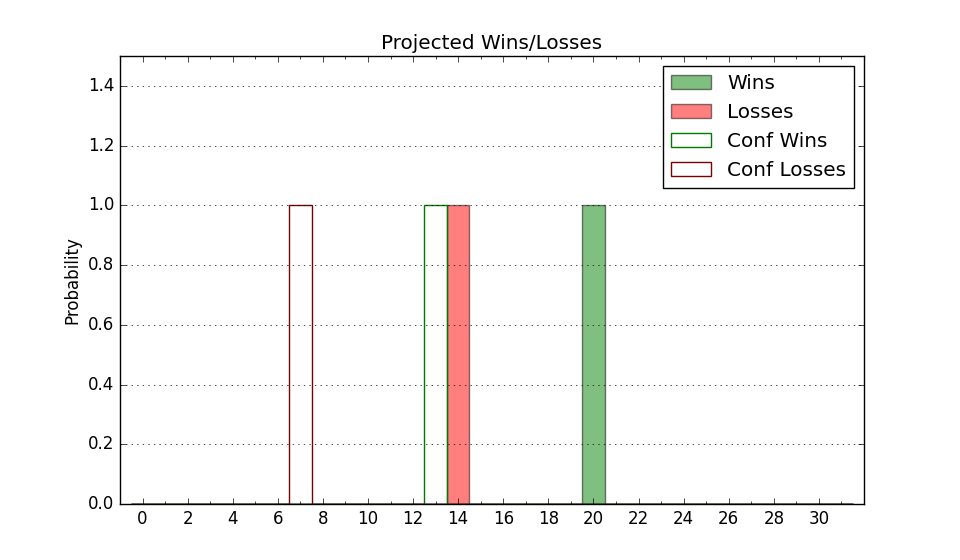 Projected Wins/Losses
Wins
Losses
Conf Wins
Conf Losses
Probability
1.4
1.2
1.0
0.8
0.6
0.4
0.2
0.0
0 2 4 6 8 10 12 14 16 18 20 22 24 26 28 30